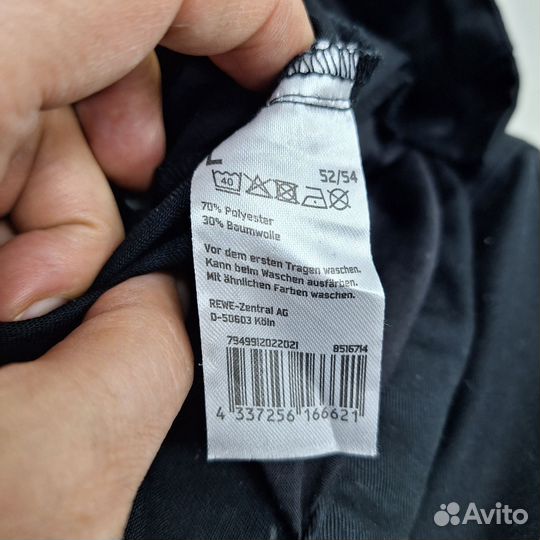 L
52/54
40
70% Polyester
30% Baumwolle
Vor dem ersten Tragen waschen.
Kann beim Waschen ausfärben.
Mit ähnlichen Farben waschen.
REWE-Zentral AG
D-50603 Köln
7949912022021 8516714
4 337256 166621
Avito